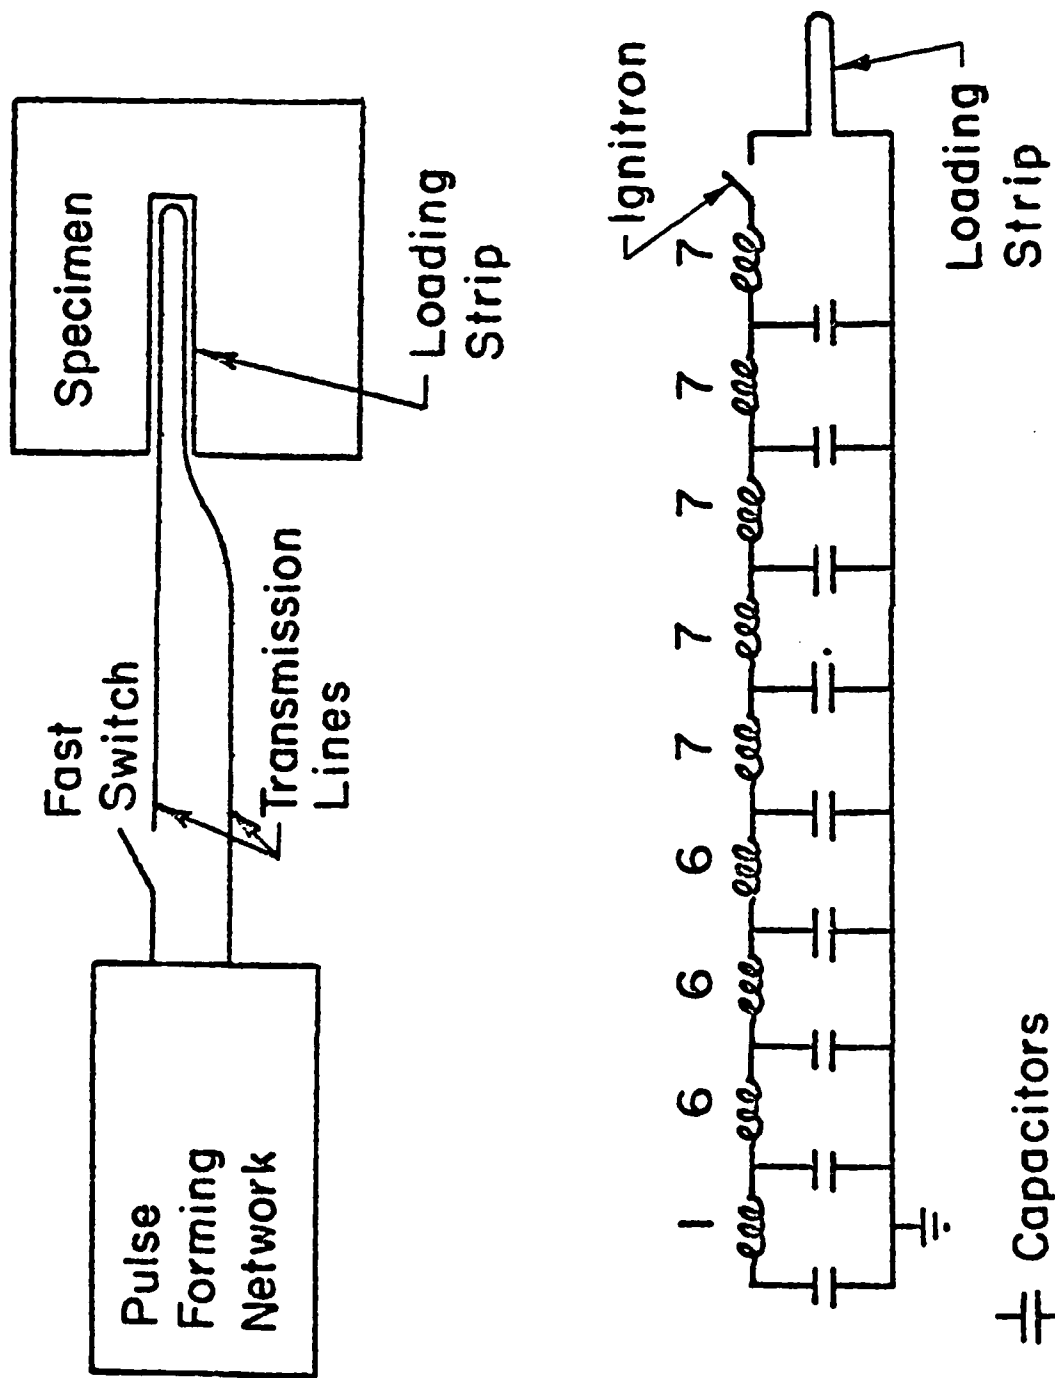 Pulse
Forming
Network
Fast
Switch
Transmission
Lines
Specimen
Loading
Strip
1 6 6 6 7 7 7 7 7
Ignitron
Loading
Strip
Capacitors